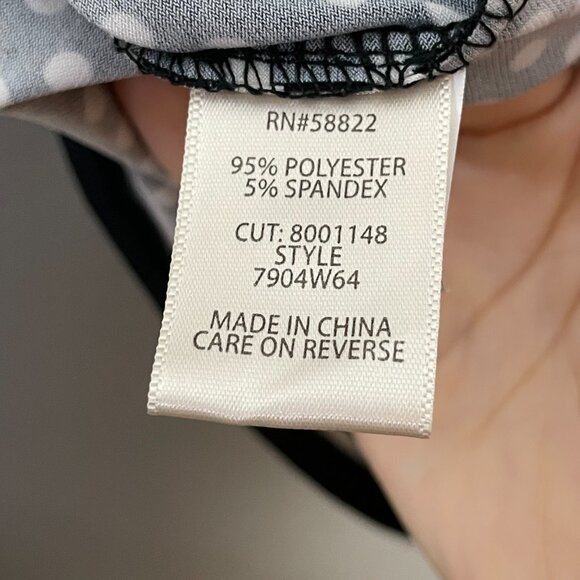 RN#58822
95% POLYESTER
5% SPANDEX
CUT: 8001148
STYLE
7904W64
MADE IN CHINA
CARE ON REVERSE